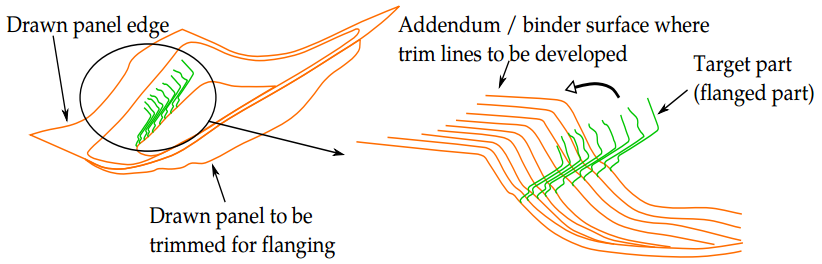 Drawn panel edge
Addendum / binder surface where
trim lines to be developed
Target part
(flanged part)
Drawn panel to be
trimmed for flanging